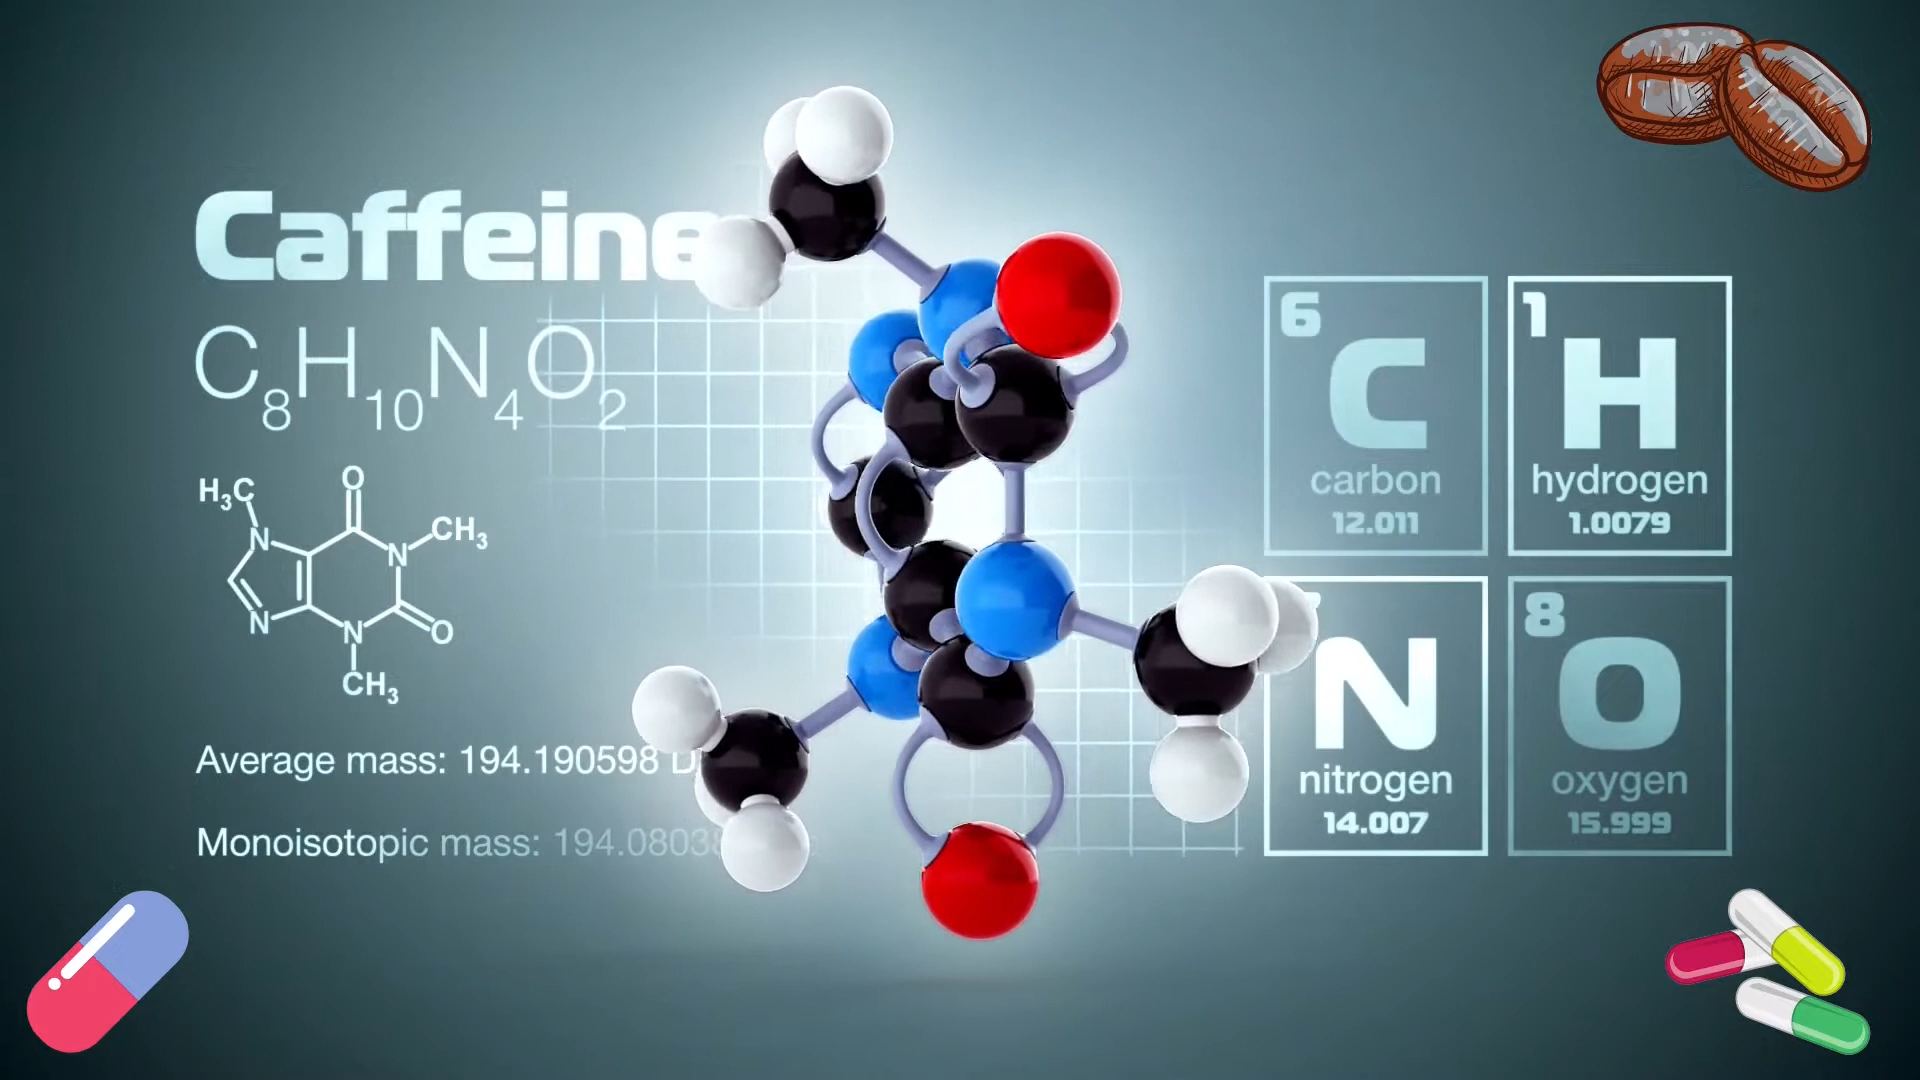 Caffeine
C8H10N4O2
H3C
O
CH3
N
N
N
N
O
CH3
Average mass: 194.190598 D
Monoisotopic mass: 194.0803
6
C
carbon
12.011
1
H
hydrogen
1.0079
N
nitrogen
14.007
8
O
oxygen
15.999